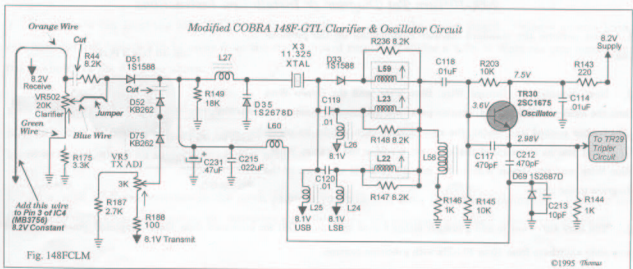 Modified COBRA 148F-GTL Clarifier & Oscillator Circuit
Orange Wire
Cut
R44
8.2K
D51
1S1588
L27
X3
11.325
XTAL
D33
1S1588
R236 8.2K
L59
C118
.01uF
R203
10K
8.2V
Supply
7.5V
R143
220
8.2V
Receive
VR502
20K
Clarifier
Jumper
Cut
D52
KB262
R149
18K
D35
1S2678D
C119
.01
L23
L26
8.1V
R148 8.2K
3.6V
TR30
2SC1675
Oscillator
C114
.01uF
Green
Wire
Blue Wire
D75
KB262
L60
L58
2.98V
To TR29
Tripler
Circuit
R175
3.3K
VR3
TX ADJ
C231
.47uF
C215
.022uF
C120
.01
L22
R147 8.2K
C117
470pF
C212
470pF
D69 1S2687D
Add this wire
to Pin 3 of IC4
(MB3756)
8.2V Constant
3K
R187
2.7K
R188
100
8.1V Transmit
L25
8.1V
USB
L24
8.1V
LSB
R146
1K
R145
10K
C213
10pF
R144
1K
Fig. 148FCLM
©1995 Thomas